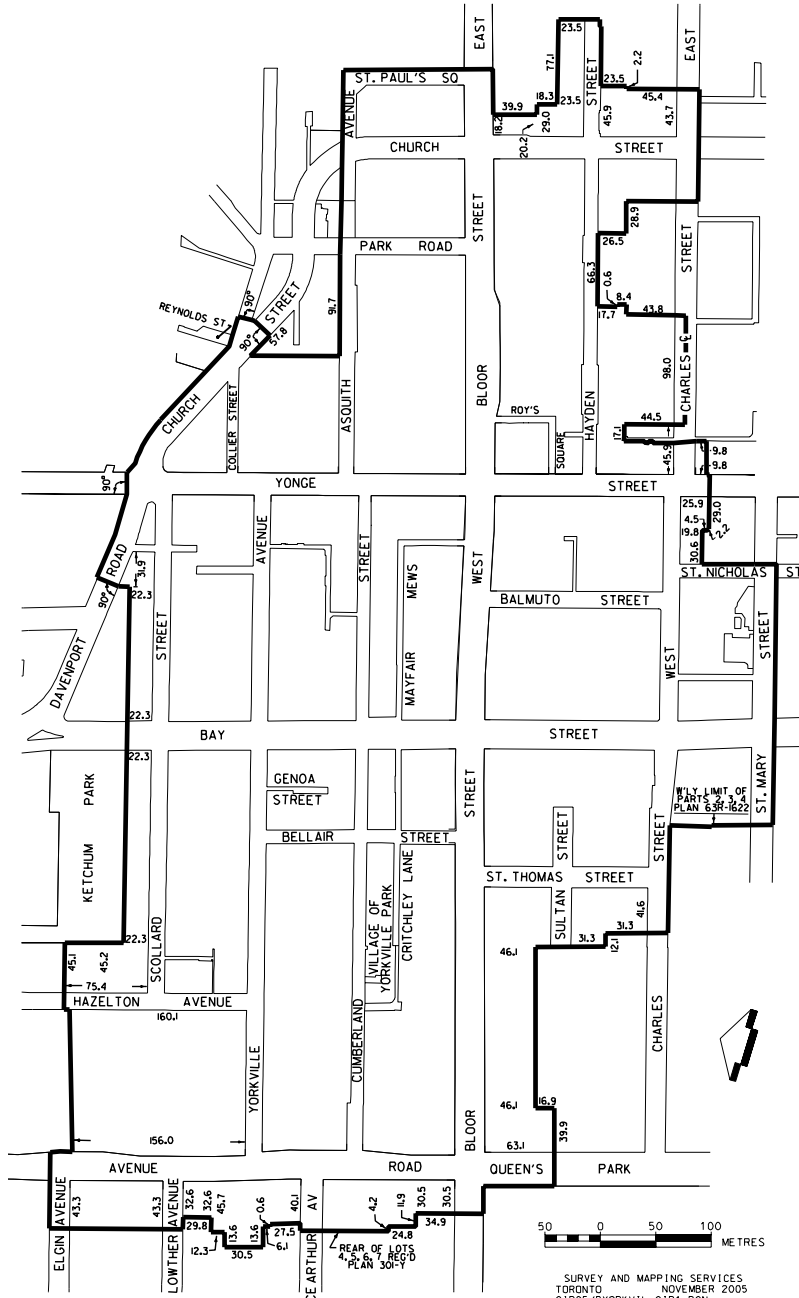 EAST
EAST
23.5
77.1
STREET
2.2
23.5
45.4
ST. PAUL'S SQ
AVENUE
39.9
18.3
23.5
18.2
29.0
20.2
45.9
43.7
CHURCH
STREET
28.9
26.5
STREET
STREET
PARK ROAD
66.3
0.6
8.4
17.7
43.8
90°
STREET
REYNOLDS ST.
90°
57.8
91.7
CHARLES
98.0
CHURCH
COLLIER STREET
ASQUITH
BLOOR
ROY'S
SQUARE
HAYDEN
44.5
17.1
45.9
9.8
9.8
90°
YONGE
STREET
25.9
29.0
4.5
19.8
2.2
30.6
ROAD
31.9
AVENUE
STREET
MEWS
WEST
ST. NICHOLAS ST
90°
22.3
BALMUTO STREET
STREET
MAYFAIR
WEST
STREET
DAVENPORT
22.3
BAY
STREET
22.3
GENOA
STREET
STREET
W'LY LIMIT OF
PARTS 2, 3, 4
PLAN 63R-1622
ST. MARY
KETCHUM PARK
BELLAIR STREET
STREET
STREET
ST. THOMAS STREET
SULTAN
VILLAGE OF
YORKVILLE PARK
CRITCHLEY LANE
41.6
31.3
31.3
12.1
46.1
22.3
45.1
45.2
SCOLLARD
75.4
HAZELTON AVENUE
160.1
YORKVILLE
CUMBERLAND
CHARLES
BLOOR
46.1
16.9
39.9
63.1
156.0
AVENUE ROAD
QUEEN'S PARK
ELGIN AVENUE
43.3
43.3
LOWTHER AVENUE
32.6
32.6
45.7
29.8
12.3
13.6
30.5
13.6
0.6
6.1
27.5
40.1
AV
4.2
11.9
24.8
30.5
34.9
30.5
REAR OF LOTS
4, 5, 6, 7 REG'D
PLAN 301-Y
50 0 50 100
METRES
SURVEY AND MAPPING SERVICES
TORONTO NOVEMBER 2005